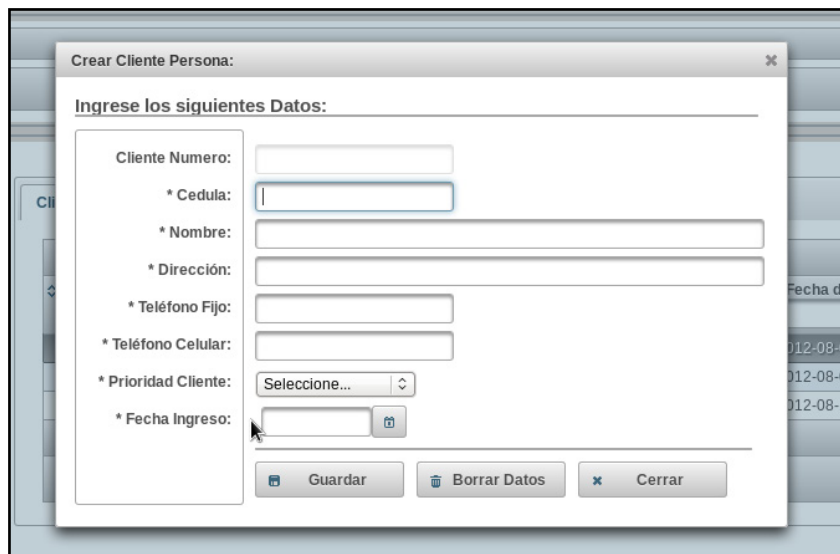 Crear Cliente Persona:
Ingrese los siguientes Datos:
Cliente Numero:
* Cedula:
* Nombre:
* Dirección:
* Teléfono Fijo:
* Teléfono Celular:
* Prioridad Cliente: Seleccione...
* Fecha Ingreso:
Guardar Borrar Datos Cerrar
Cli
Fecha d
012-08-
012-08-
012-08-